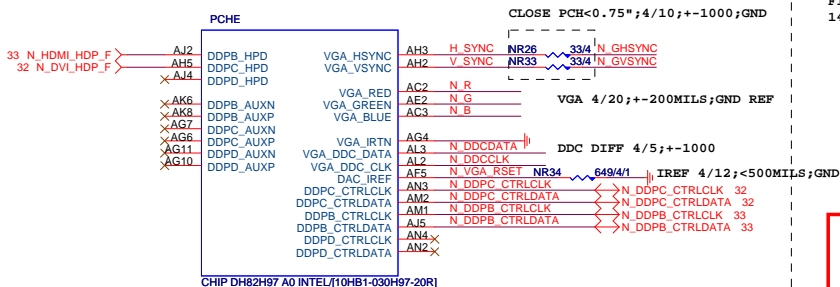 PCHE
CLOSE PCH<0.75";4/10;+-1000;GND
33 N_HDMI_HDP_F AJ2 DDPB_HPD
32 N_DVI_HDP_F AH5 DDPC_HPD
AJ4 DDPD_HPD
AK6 DDPB_AUXN
AK8 DDPB_AUXP
AG7 DDPC_AUXN
AG6 DDPC_AUXP
AG11 DDPD_AUXN
AG10 DDPD_AUXP
VGA_HSYNC AH3 H_SYNC NR26 33/4 N_GHSYNC
VGA_VSYNC AH2 V_SYNC NR33 33/4 N_GVSYNC
VGA_RED AC2 N_R
VGA_GREEN AE2 N_G
VGA_BLUE AC3 N_B
VGA 4/20;+-200MILS;GND REF
VGA_IRTN AG4
VGA_DDC_DATA AL3 N_DDCDATA
VGA_DDC_CLK AL2 N_DDCCLK
DDC DIFF 4/5;+-1000
DAC_IREF AF5 N_VGA_RSET NR34 649/4/1 IREF 4/12;<500MILS;GND
DDPC_CTRLCLK AN3 N_DDPC_CTRLCLK N_DDPC_CTRLCLK 32
DDPC_CTRLDATA AM2 N_DDPC_CTRLDATA N_DDPC_CTRLDATA 32
DDPB_CTRLCLK AM1 N_DDPB_CTRLCLK N_DDPB_CTRLCLK 33
DDPB_CTRLDATA AJ5 N_DDPB_CTRLDATA N_DDPB_CTRLDATA 33
DDPD_CTRLCLK AN4
DDPD_CTRLDATA AN2
CHIP DH82H97 A0 INTEL/[10HB1-030H97-20R]